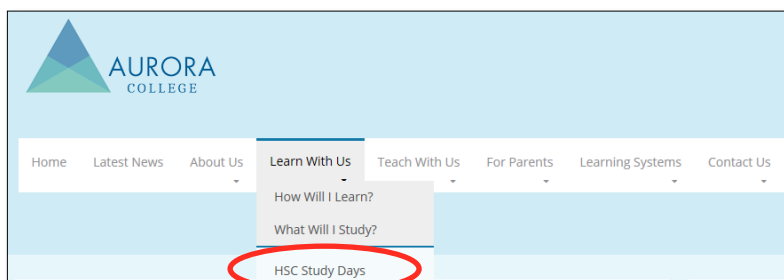 AURORA
COLLEGE
Home Latest News About Us Learn With Us Teach With Us For Parents Learning Systems Contact Us
How Will I Learn?
What Will I Study?
HSC Study Days